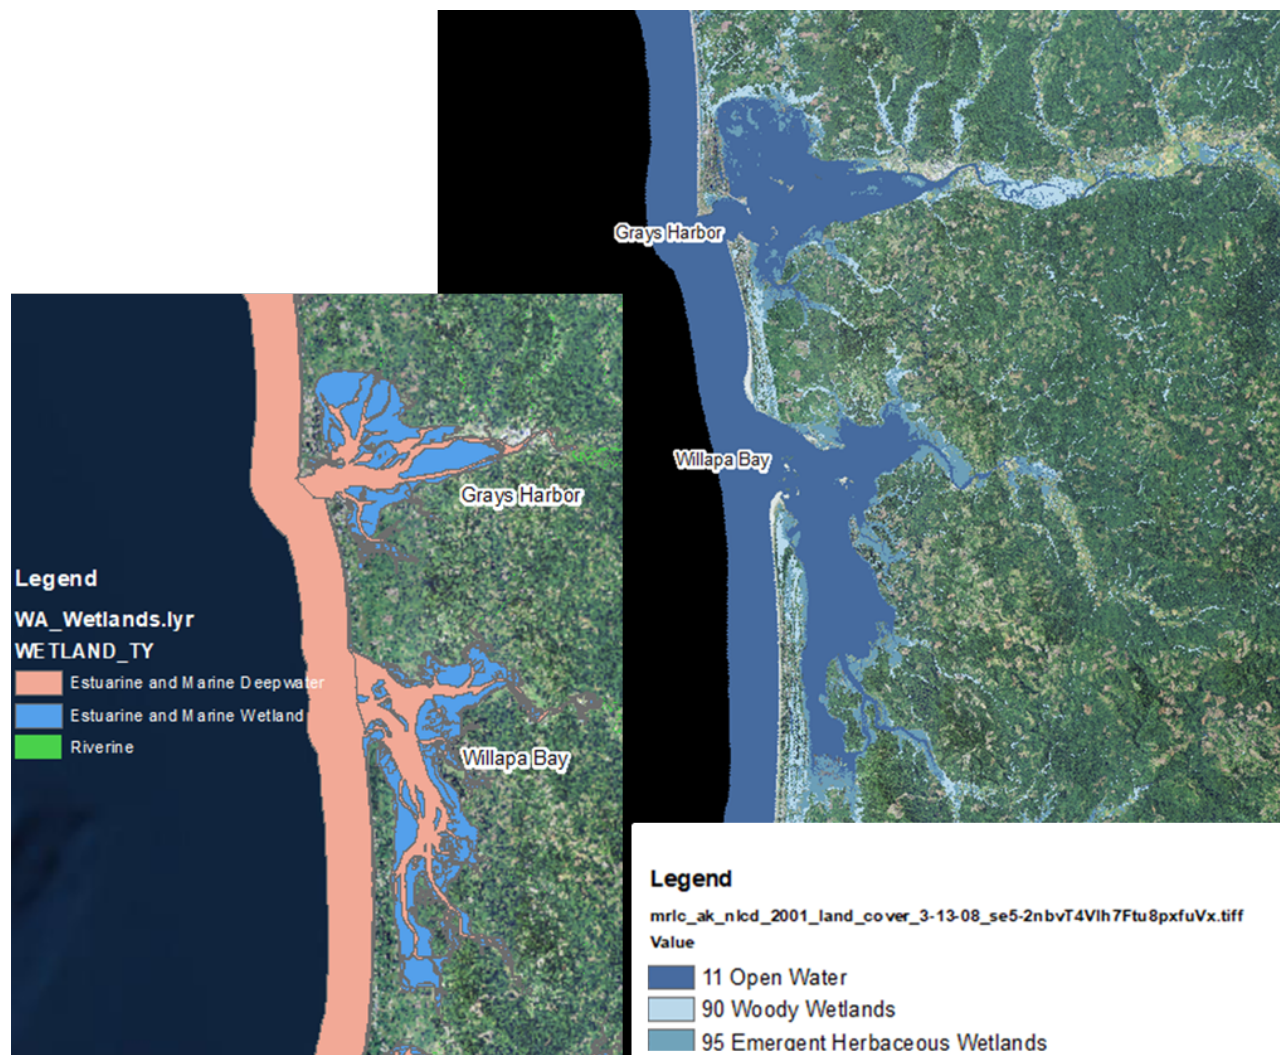 Grays Harbor
Willapa Bay
Grays Harbor
Willapa Bay
Legend
WA_Wetlands.lyr
WETLAND_TY
Estuarine and Marine Deepwater
Estuarine and Marine Wetland
Riverine
Legend
mrlc_ak_nlcd_2001_land_cover_3-13-08_se5-2nbvT4Vlh7Ftu8pxfuVx.tiff
Value
11 Open Water
90 Woody Wetlands
95 Emergent Herbaceous Wetlands